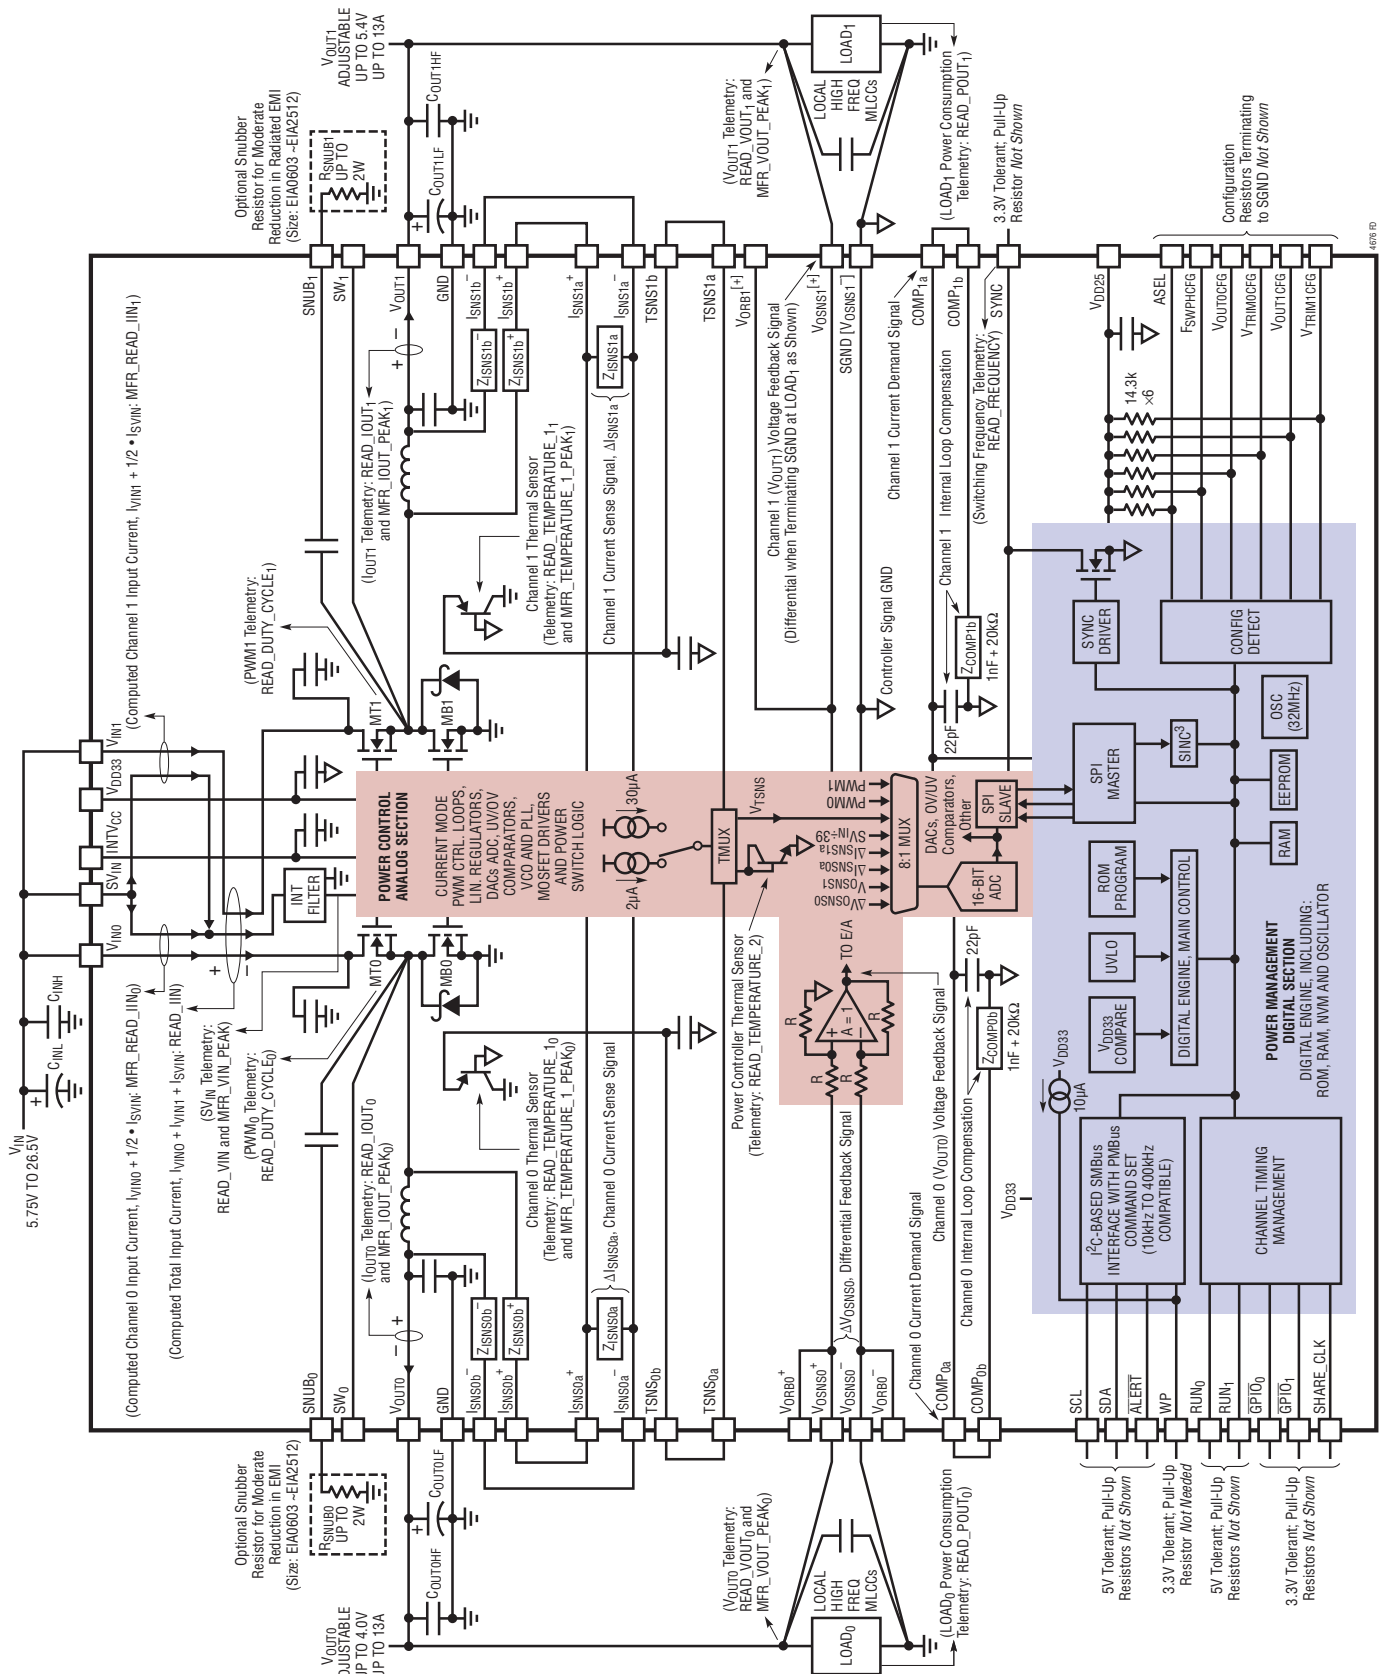 VIN
5.75V TO 26.5V
CINL
CINH
+
VIN0
SVIN
INTVCC
VDD33
VIN1
(Computed Channel 0 Input Current, IVIN0 + 1/2 • ISVIN: MFR_READ_IIN0)
(Computed Total Input Current, IVIN0 + IVIN1 + ISVIN: READ_IIN)
(SVIN Telemetry:
READ_VIN and MFR_VIN_PEAK)
(PWM0 Telemetry:
READ_DUTY_CYCLE0)
(Computed Channel 1 Input Current, IVIN1 + 1/2 • ISVIN: MFR_READ_IIN1)
(PWM1 Telemetry:
READ_DUTY_CYCLE1)
INT
FILTER
+
–
Optional Snubber
Resistor for Moderate
Reduction in EMI
(Size: EIA0603 ~EIA2512)
RSNUB0
UP TO
2W
Optional Snubber
Resistor for Moderate
Reduction in Radiated EMI
(Size: EIA0603 ~EIA2512)
RSNUB1
UP TO
2W
VOUT0
ADJUSTABLE
UP TO 4.0V
UP TO 13A
COUT0HF
COUT0LF
+
VOUT1
ADJUSTABLE
UP TO 5.4V
UP TO 13A
COUT1HF
COUT1LF
+
SNUB0
SW0
VOUT0
GND
ISNS0b–
ISNS0b+
ISNS0a+
ISNS0a–
TSNS0b
TSNS0a
VORB0+
VOSNS0+
VOSNS0–
VORB0–
COMP0a
COMP0b
SCL
SDA
ALERT
WP
RUN0
RUN1
GPIO0
GPIO1
SHARE_CLK
SNUB1
SW1
VOUT1
GND
ISNS1b–
ISNS1b+
ISNS1a+
ISNS1a–
TSNS1b
TSNS1a
VORB1[+]
VOSNS1[+]
SGND [VOSNS1–]
COMP1a
COMP1b
SYNC
VDD25
ASEL
FSWPHCFG
VOUT0CFG
VTRIM0CFG
VOUT1CFG
VTRIM1CFG
– +
(IOUT0 Telemetry: READ_IOUT0
and MFR_IOUT_PEAK0)
ZISNS0b–
ZISNS0b+
ZISNS0a
ΔISNS0a, Channel 0 Current Sense Signal
Channel 0 Thermal Sensor
(Telemetry: READ_TEMPERATURE_10
and MFR_TEMPERATURE_1_PEAK0)
MT0
MB0
MT1
MB1
+ –
(IOUT1 Telemetry: READ_IOUT1
and MFR_IOUT_PEAK1)
ZISNS1b–
ZISNS1b+
ZISNS1a
Channel 1 Current Sense Signal, ΔISNS1a
Channel 1 Thermal Sensor
(Telemetry: READ_TEMPERATURE_11
and MFR_TEMPERATURE_1_PEAK1)
POWER CONTROL
ANALOG SECTION
CURRENT MODE
PWM CTRL. LOOPS,
LIN. REGULATORS,
DACs ADC, UV/OV
COMPARATORS,
VCO AND PLL,
MOSFET DRIVERS
AND POWER
SWITCH LOGIC
2µA
30µA
TMUX
VTSNS
Power Controller Thermal Sensor
(Telemetry: READ_TEMPERATURE_2)
ΔVOSNS0
VOSNS1
ΔISNS0a
ΔISNS1a
SVIN÷39
PWM0
PWM1
8:1 MUX
16-BIT
ADC
DACs, OV/UV
Comparators,
Other
SPI
SLAVE
R
R
R
R
+
–
A = 1
TO E/A
ΔVOSNS0, Differential Feedback Signal
Channel 0 (VOUT0) Voltage Feedback Signal
Channel 0 Internal Loop Compensation
Channel 0 Current Demand Signal
22pF
ZCOMP0b
1nF + 20kΩ
(VOUT0 Telemetry:
READ_VOUT0 and
MFR_VOUT_PEAK0)
LOAD0
LOCAL
HIGH
FREQ
MLCCs
(LOAD0 Power Consumption
Telemetry: READ_POUT0)
(VOUT1 Telemetry:
READ_VOUT1 and
MFR_VOUT_PEAK1)
LOAD1
LOCAL
HIGH
FREQ
MLCCs
(LOAD1 Power Consumption
Telemetry: READ_POUT1)
Channel 1 (VOUT1) Voltage Feedback Signal
(Differential when Terminating SGND at LOAD1 as Shown)
Controller Signal GND
Channel 1 Current Demand Signal
Channel 1 Internal Loop Compensation
22pF
ZCOMP1b
1nF + 20kΩ
(Switching Frequency Telemetry:
READ_FREQUENCY)
3.3V Tolerant; Pull-Up
Resistor Not Shown
14.3k
×6
Configuration
Resistors Terminating
to SGND Not Shown
VDD33
VDD33
10µA
5V Tolerant; Pull-Up
Resistors Not Shown
3.3V Tolerant; Pull-Up
Resistor Not Needed
5V Tolerant; Pull-Up
Resistors Not Shown
3.3V Tolerant; Pull-Up
Resistors Not Shown
I2C-BASED SMBus
INTERFACE WITH PMBus
COMMAND SET
(10kHz TO 400kHz
COMPATIBLE)
CHANNEL TIMING
MANAGEMENT
VDD33
COMPARE
UVLO
ROM
PROGRAM
DIGITAL ENGINE, MAIN CONTROL
POWER MANAGEMENT
DIGITAL SECTION
DIGITAL ENGINE, INCLUDING:
ROM, RAM, NVM AND OSCILLATOR
SPI
MASTER
SINC3
RAM
EEPROM
OSC
(32MHz)
SYNC
DRIVER
CONFIG
DETECT
4676 FD